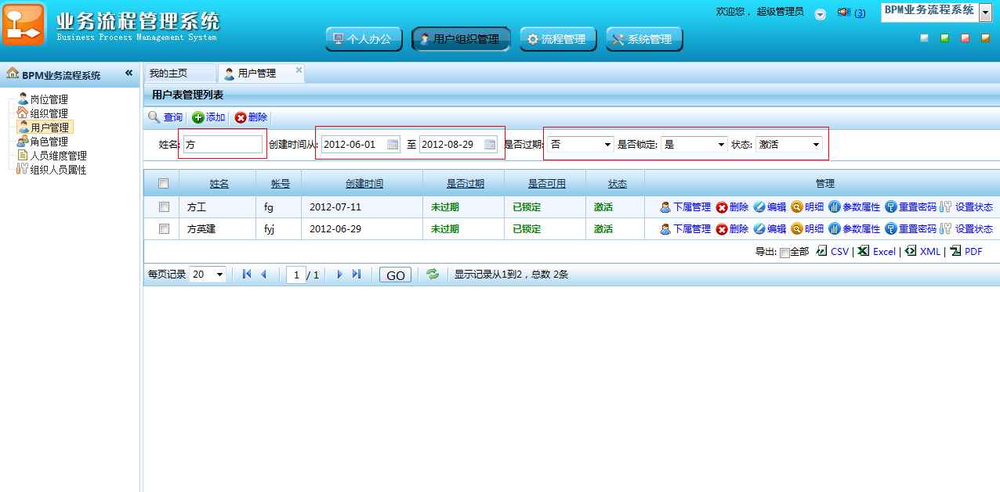 业务流程管理系统
Business Process Management System
欢迎您， 超级管理员 (3) BPM业务流程系统
个人办公 用户组织管理 流程管理 系统管理
BPM业务流程系统 «
岗位管理
组织管理
用户管理
角色管理
人员维度管理
组织人员属性
我的主页 用户管理
用户表管理列表
查询 添加 删除
姓名: 方 创建时间从: 2012-06-01 至 2012-08-29 是否过期: 否 是否锁定: 是 状态: 激活
姓名 帐号 创建时间 是否过期 是否可用 状态 管理
方工 fg 2012-07-11 未过期 已锁定 激活 下属管理 删除 编辑 明细 参数属性 重置密码 设置状态
方英建 fyj 2012-06-29 未过期 已锁定 激活 下属管理 删除 编辑 明细 参数属性 重置密码 设置状态
导出: 全部 CSV | Excel | XML | PDF
每页记录 20 1 / 1 GO 显示记录从1到2，总数 2条